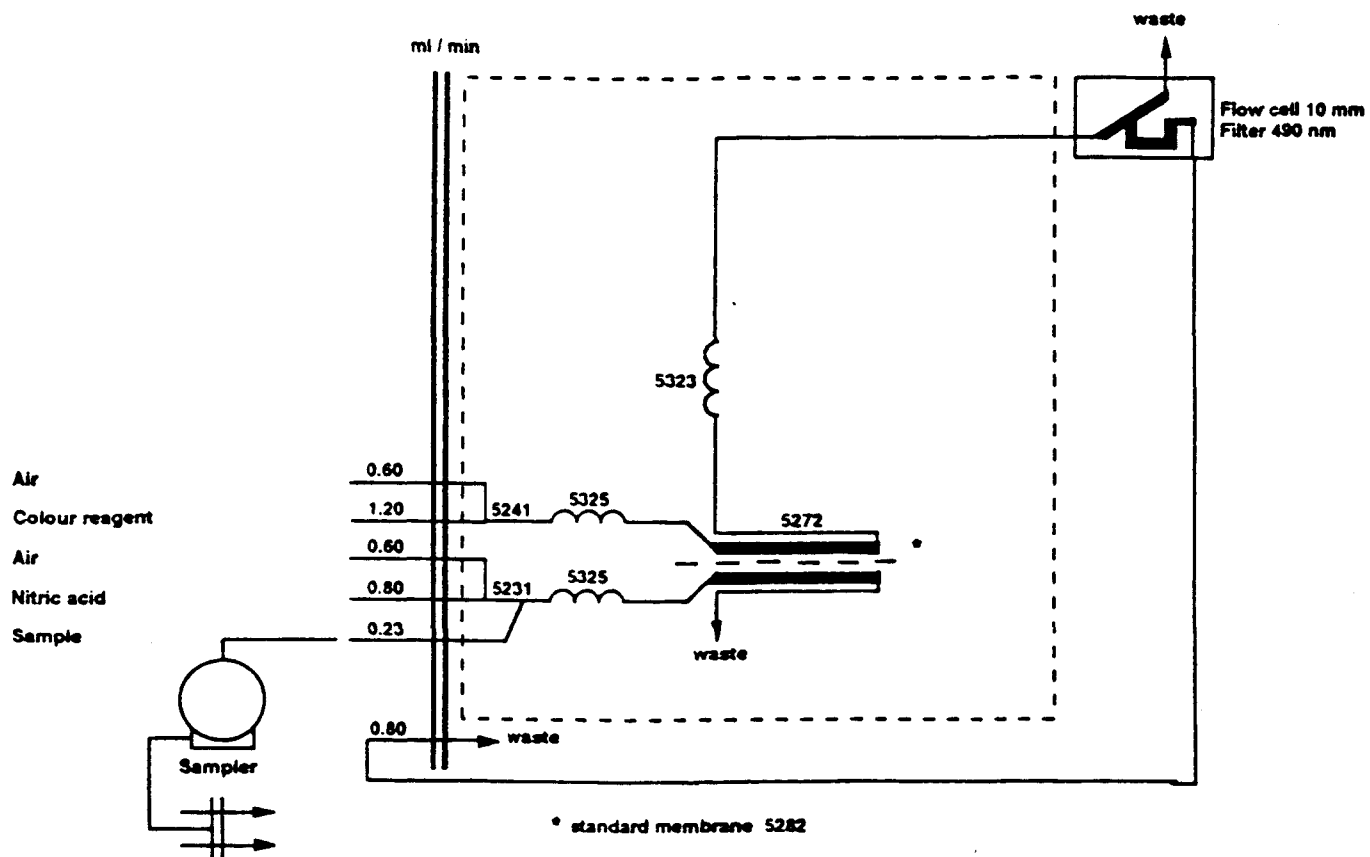 waste
ml / min
Flow cell 10 mm
Filter 490 nm
5323
Air 0.60
Colour reagent 1.20 5241 5325 5272 *
Air 0.60
Nitric acid 0.80 5231 5325
Sample 0.23
waste
0.80 waste
Sampler
* standard membrane 5282